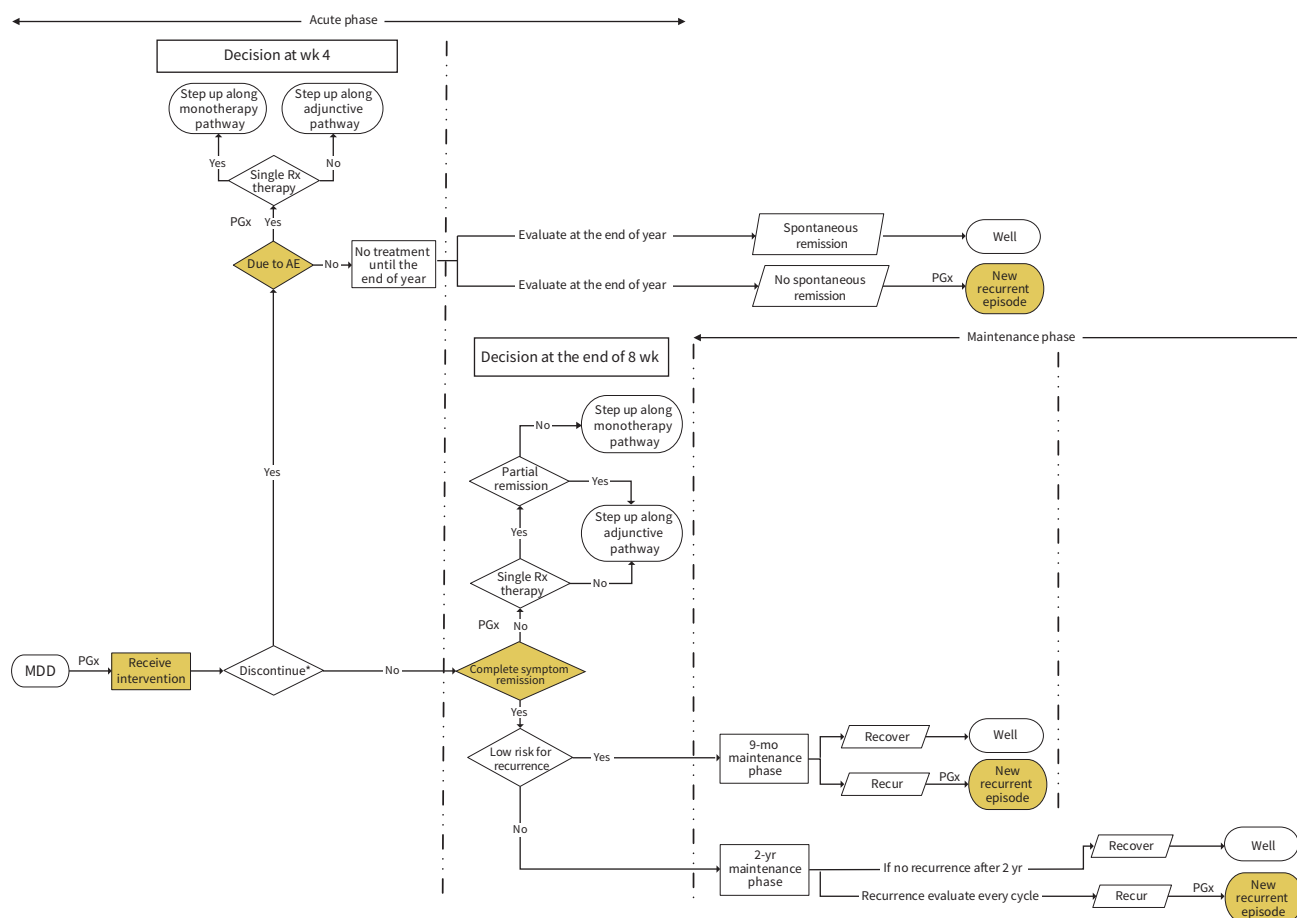 Acute phase
Decision at wk 4
Step up along
monotherapy
pathway
Step up along
adjunctive
pathway
Yes
No
Single Rx
therapy
PGx
Yes
Due to AE
No
No treatment
until the
end of year
Evaluate at the end of year
Spontaneous
remission
Well
Evaluate at the end of year
No spontaneous
remission
PGx
New
recurrent
episode
Decision at the end of 8 wk
Maintenance phase
Step up along
monotherapy
pathway
No
Partial
remission
Yes
Step up along
adjunctive
pathway
Yes
Yes
Single Rx
therapy
No
PGx
No
MDD
PGx
Receive
intervention
Discontinue*
No
Complete symptom
remission
Yes
Low risk for
recurrence
Yes
9-mo
maintenance
phase
Recover
Well
Recur
PGx
New
recurrent
episode
No
2-yr
maintenance
phase
If no recurrence after 2 yr
Recover
Well
Recurrence evaluate every cycle
Recur
PGx
New
recurrent
episode